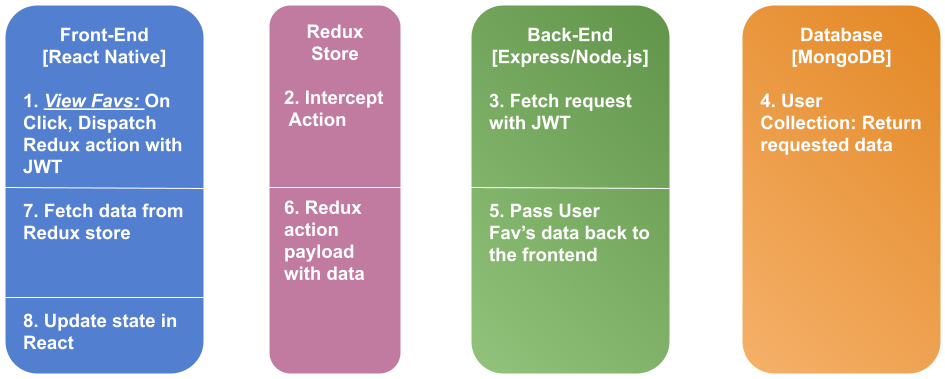 Front-End
[React Native]
1. View Favs: On
Click, Dispatch
Redux action with
JWT
7. Fetch data from
Redux store
8. Update state in
React
Redux
Store
2. Intercept
Action
6. Redux
action
payload
with data
Back-End
[Express/Node.js]
3. Fetch request
with JWT
5. Pass User
Fav’s data back to
the frontend
Database
[MongoDB]
4. User
Collection: Return
requested data